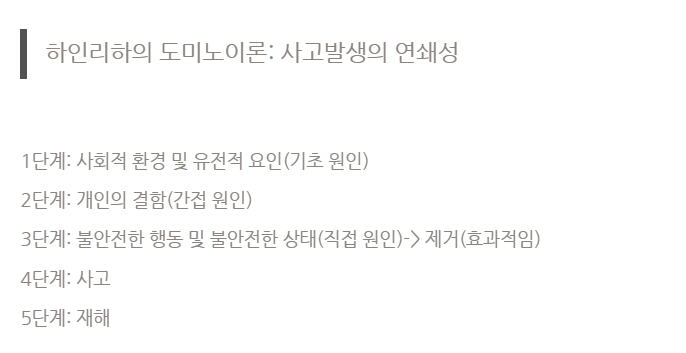 하인리하의 도미노이론: 사고발생의 연쇄성
1단계: 사회적 환경 및 유전적 요인(기초 원인)
2단계: 개인의 결함(간접 원인)
3단계: 불안전한 행동 및 불안전한 상태(직접 원인)-> 제거(효과적임)
4단계: 사고
5단계: 재해